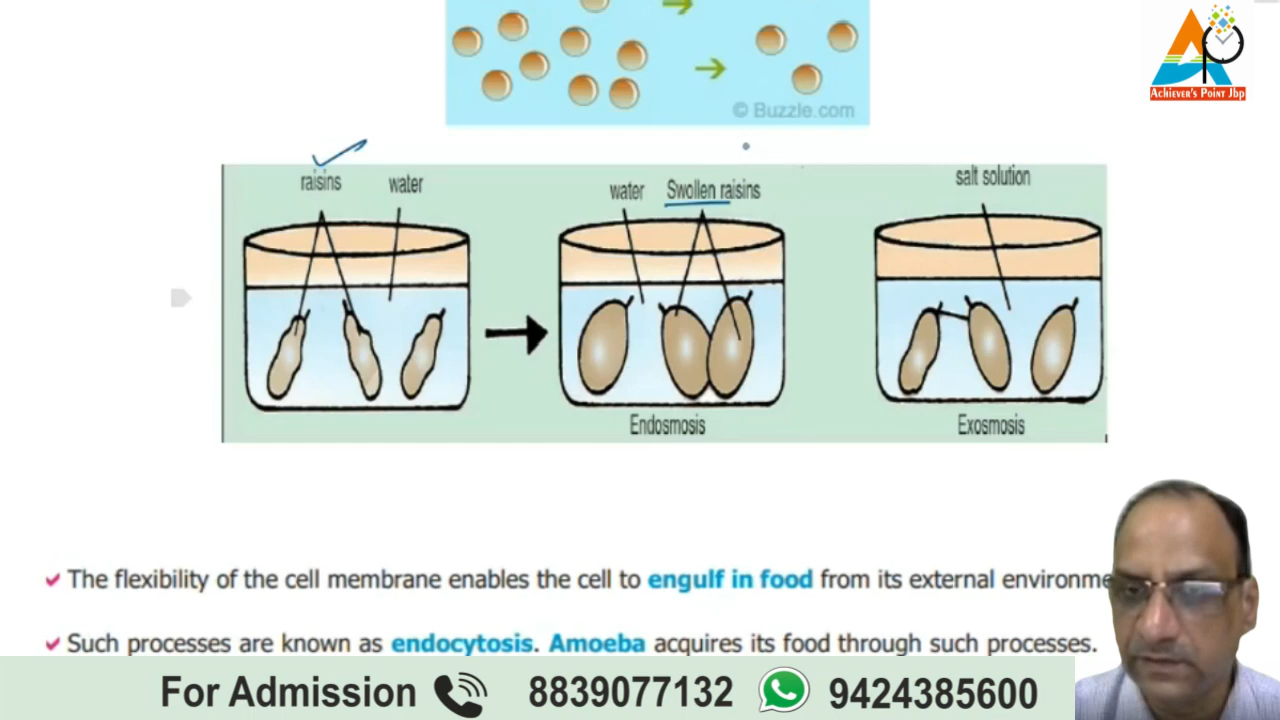 Achiever's Point Jbp
© Buzzle.com
raisins
water
water
Swollen raisins
salt solution
Endosmosis
Exosmosis
The flexibility of the cell membrane enables the cell to engulf in food from its external
Such processes are known as endocytosis. Amoeba acquires its food through such processes.
For Admission 8839077132 9424385600